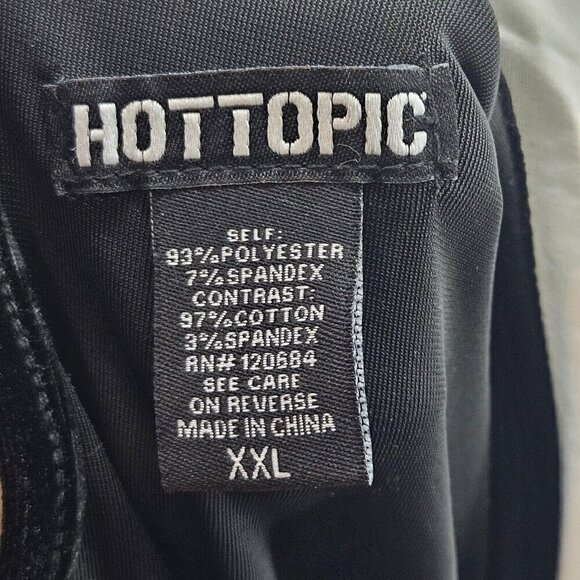 HOTTOPIC
SELF:
93%POLYESTER
7%SPANDEX
CONTRAST:
97%COTTON
3%SPANDEX
RN# 120684
SEE CARE
ON REVERSE
MADE IN CHINA
XXL